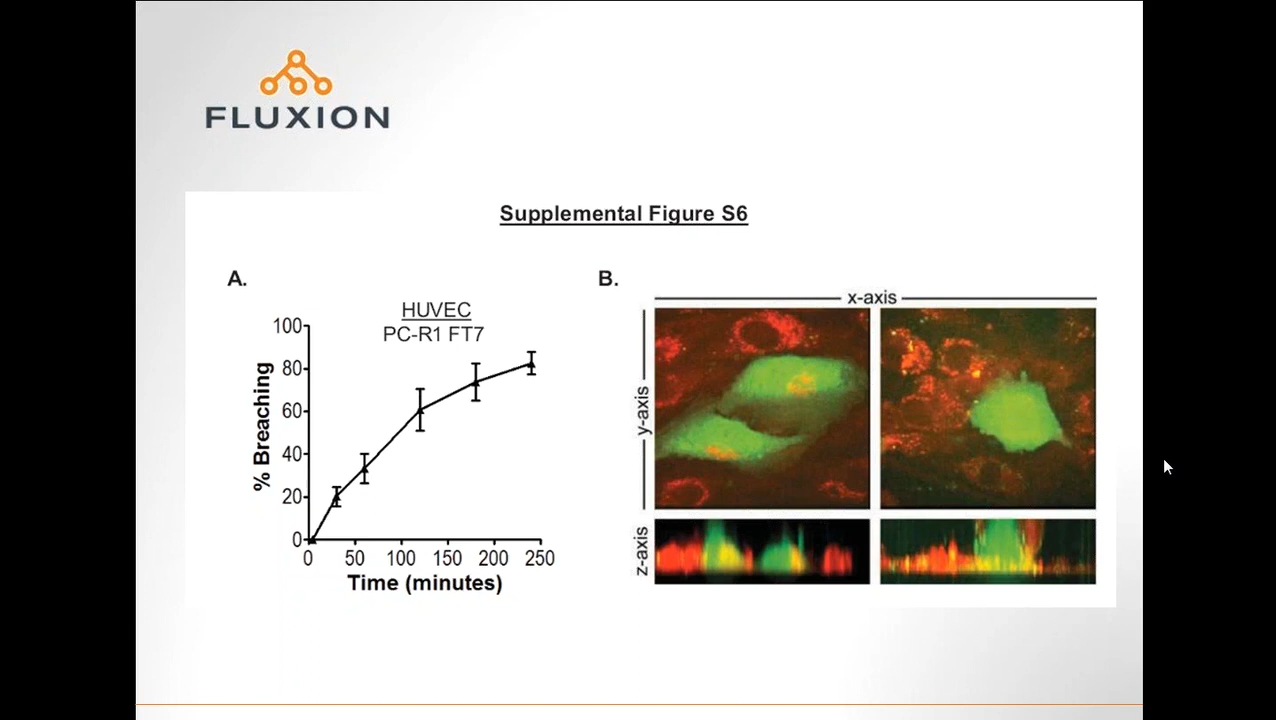 FLUXION
Supplemental Figure S6
A.
HUVEC
PC-R1 FT7
100
80
60
40
20
0
% Breaching
0 50 100 150 200 250
Time (minutes)
B.
x-axis
y-axis
z-axis